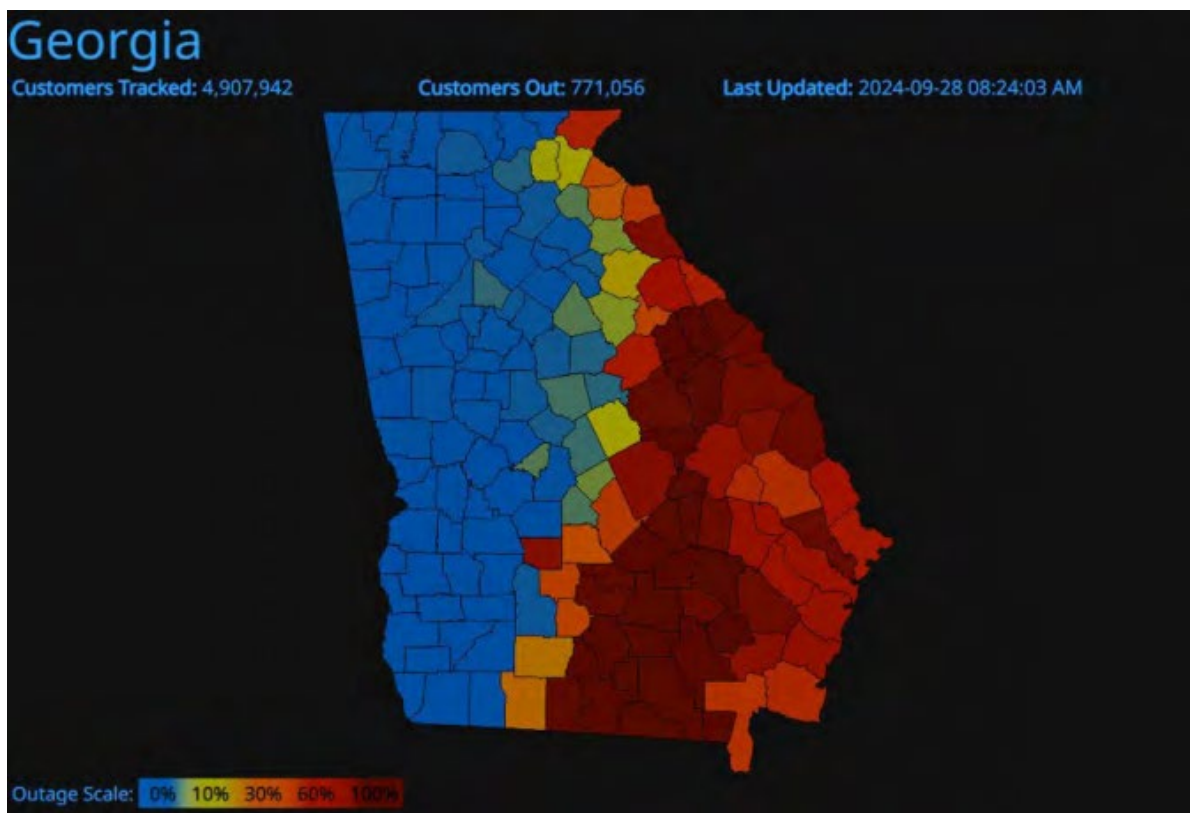 Georgia
Customers Tracked: 4,907,942 Customers Out: 771,056 Last Updated: 2024-09-28 08:24:03 AM
Outage Scale: 0% 10% 30% 60% 100%